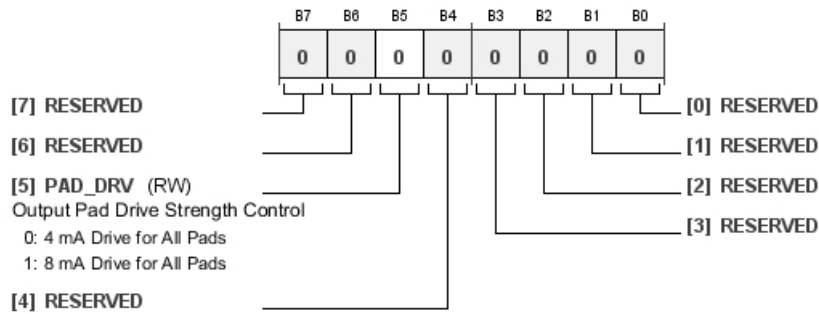 B7 B6 B5 B4 B3 B2 B1 B0
0 0 0 0 0 0 0 0
[7] RESERVED
[0] RESERVED
[6] RESERVED
[1] RESERVED
[5] PAD_DRV (RW)
[2] RESERVED
Output Pad Drive Strength Control
0: 4 mA Drive for All Pads
[3] RESERVED
1: 8 mA Drive for All Pads
[4] RESERVED